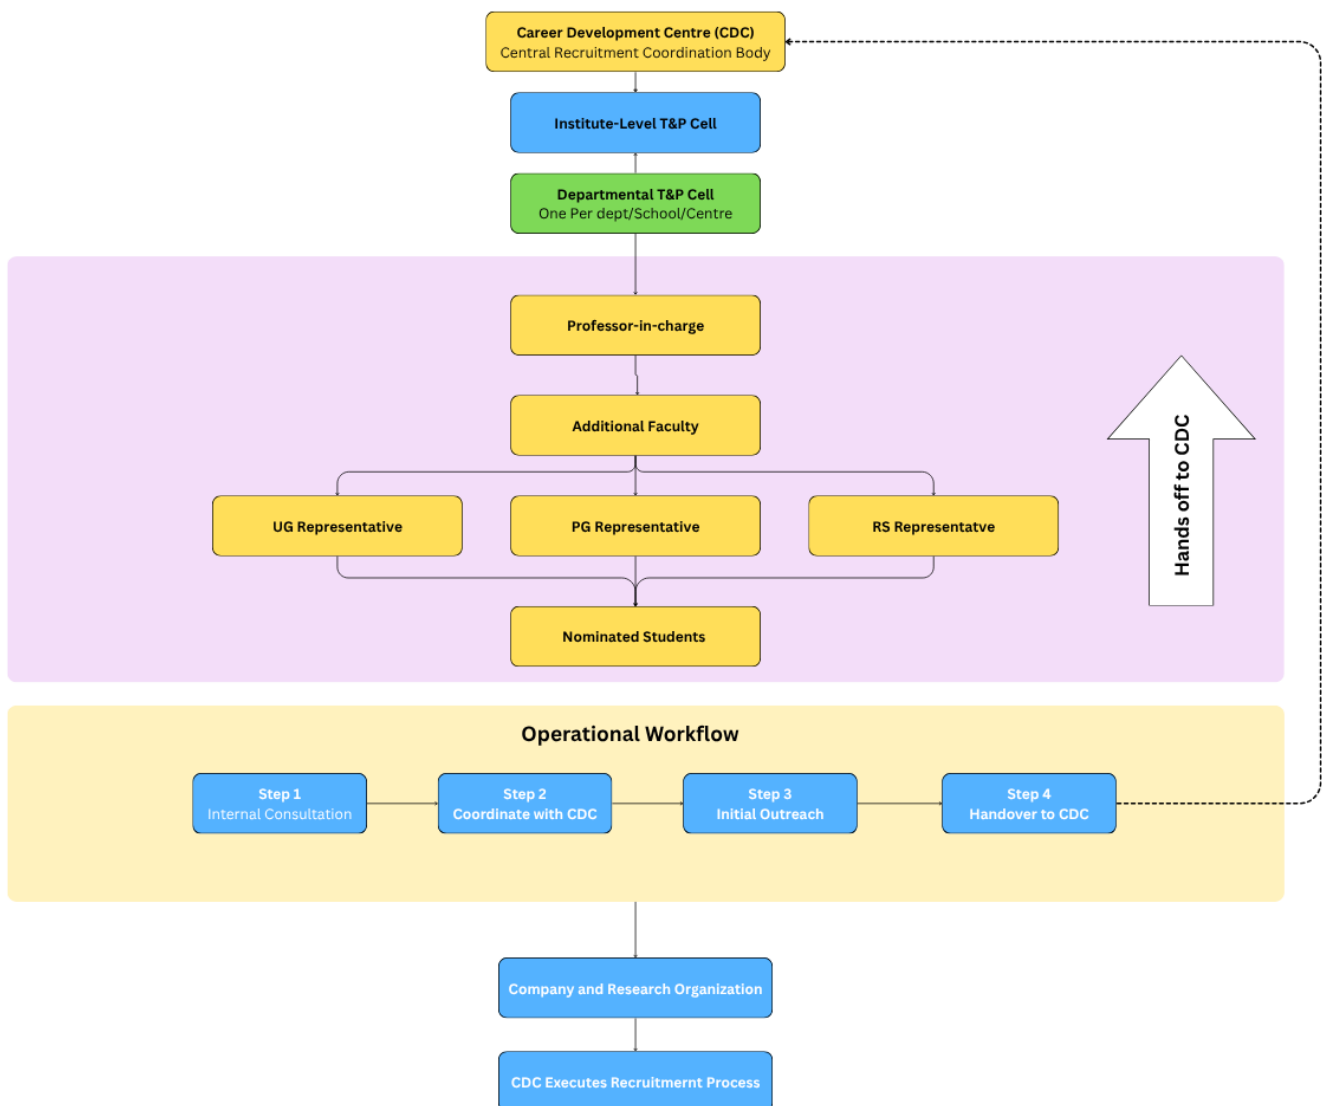 Career Development Centre (CDC)
Central Recruitment Coordination Body
Institute-Level T&P Cell
Departmental T&P Cell
One Per dept/School/Centre
Professor-in-charge
Additional Faculty
UG Representative
PG Representative
RS Representatve
Nominated Students
Hands off to CDC
Operational Workflow
Step 1
Internal Consultation
Step 2
Coordinate with CDC
Step 3
Initial Outreach
Step 4
Handover to CDC
Company and Research Organization
CDC Executes Recruitmernt Process